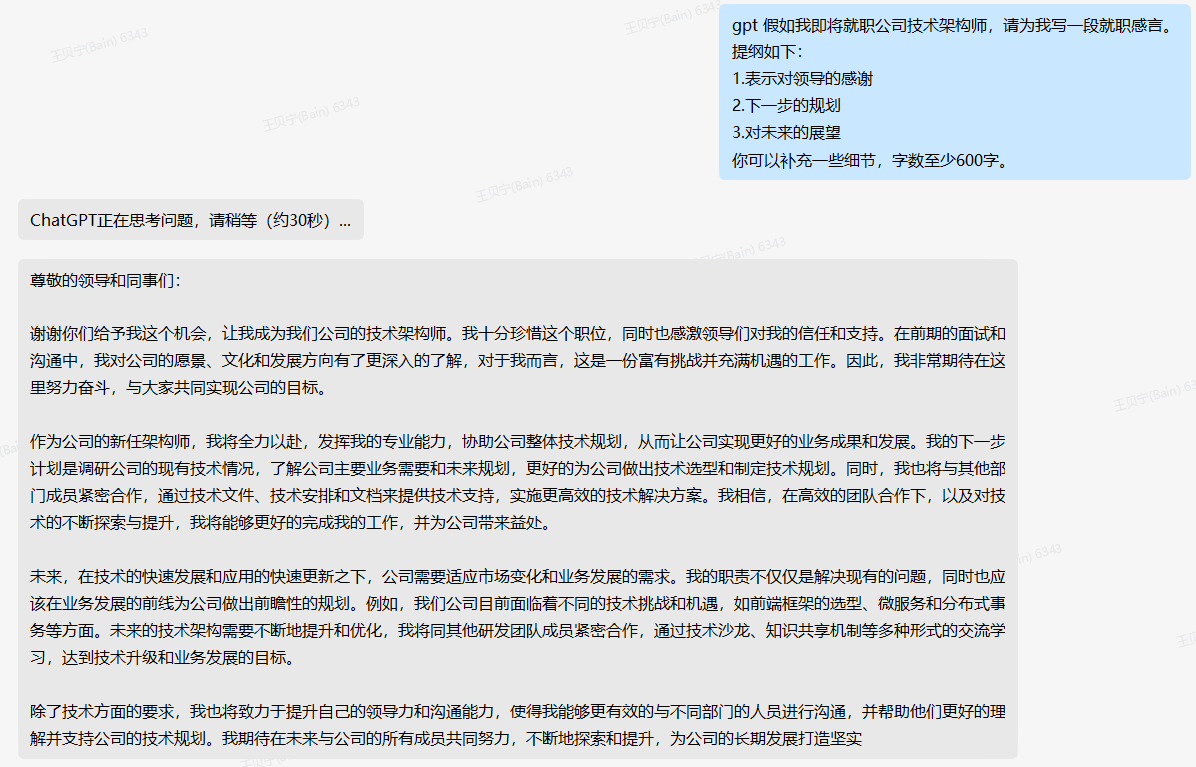 gpt 假如我即将就职公司技术架构师，请为我写一段就职感言。
提纲如下：
1.表示对领导的感谢
2.下一步的规划
3.对未来的展望
你可以补充一些细节，字数至少600字。
ChatGPT正在思考问题，请稍等（约30秒）...
尊敬的领导和同事们：
谢谢你们给予我这个机会，让我成为我们公司的技术架构师。我十分珍惜这个职位，同时也感激领导们对我的信任和支持。在前期的面试和
沟通中，我对公司的愿景、文化和发展方向有了更深入的了解，对于我而言，这是一份富有挑战并充满机遇的工作。因此，我非常期待在这
里努力奋斗，与大家共同实现公司的目标。
作为公司的新任架构师，我将全力以赴，发挥我的专业能力，协助公司整体技术规划，从而让公司实现更好的业务成果和发展。我的下一步
计划是调研公司的现有技术情况，了解公司主要业务需要和未来规划，更好的为公司做出技术选型和制定技术规划。同时，我也将与其他部
门成员紧密合作，通过技术文件、技术安排和文档来提供技术支持，实施更高效的技术解决方案。我相信，在高效的团队合作下，以及对技
术的不断探索与提升，我将能够更好的完成我的工作，并为公司带来益处。
未来，在技术的快速发展和应用的快速更新之下，公司需要适应市场变化和业务发展的需求。我的职责不仅仅是解决现有的问题，同时也应
该在业务发展的前线为公司做出前瞻性的规划。例如，我们公司目前面临着不同的技术挑战和机遇，如前端框架的选型、微服务和分布式事
务等方面。未来的技术架构需要不断地提升和优化，我将同其他研发团队成员紧密合作，通过技术沙龙、知识共享机制等多种形式的交流学
习，达到技术升级和业务发展的目标。
除了技术方面的要求，我也将致力于提升自己的领导力和沟通能力，使得我能够更有效的与不同部门的人员进行沟通，并帮助他们更好的理
解并支持公司的技术规划。我期待在未来与公司的所有成员共同努力，不断地探索和提升，为公司的长期发展打造坚实
王贝宁(Bain) 6343
王贝宁(Bain) 6343
王贝宁(Bain) 6343
王贝宁(Bain) 6343